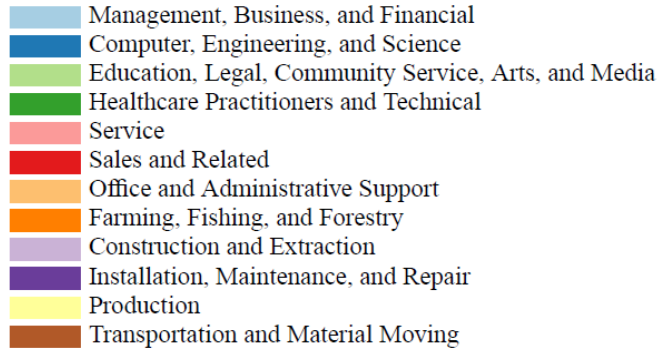 Management, Business, and Financial
Computer, Engineering, and Science
Education, Legal, Community Service, Arts, and Media
Healthcare Practitioners and Technical
Service
Sales and Related
Office and Administrative Support
Farming, Fishing, and Forestry
Construction and Extraction
Installation, Maintenance, and Repair
Production
Transportation and Material Moving